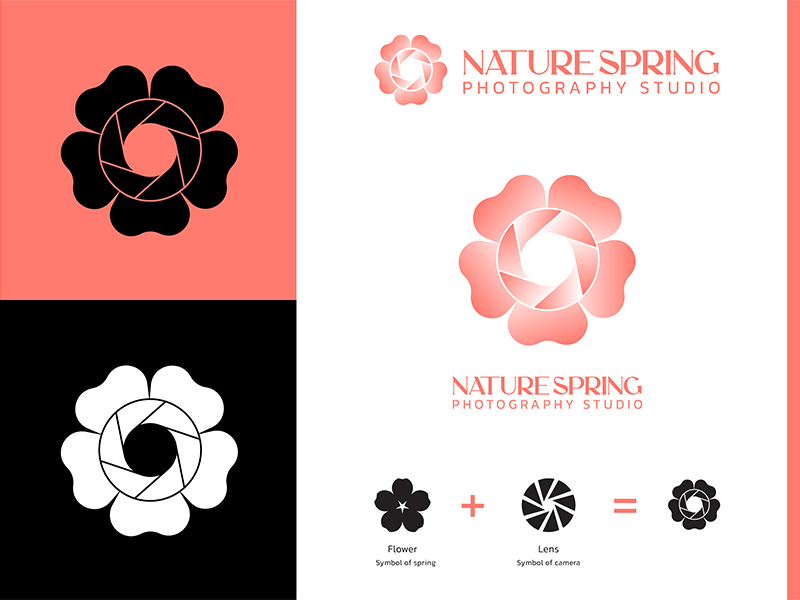 NATURE SPRING
PHOTOGRAPHY STUDIO
NATURE SPRING
PHOTOGRAPHY STUDIO
+
=
Flower
Symbol of spring
Lens
Symbol of camera